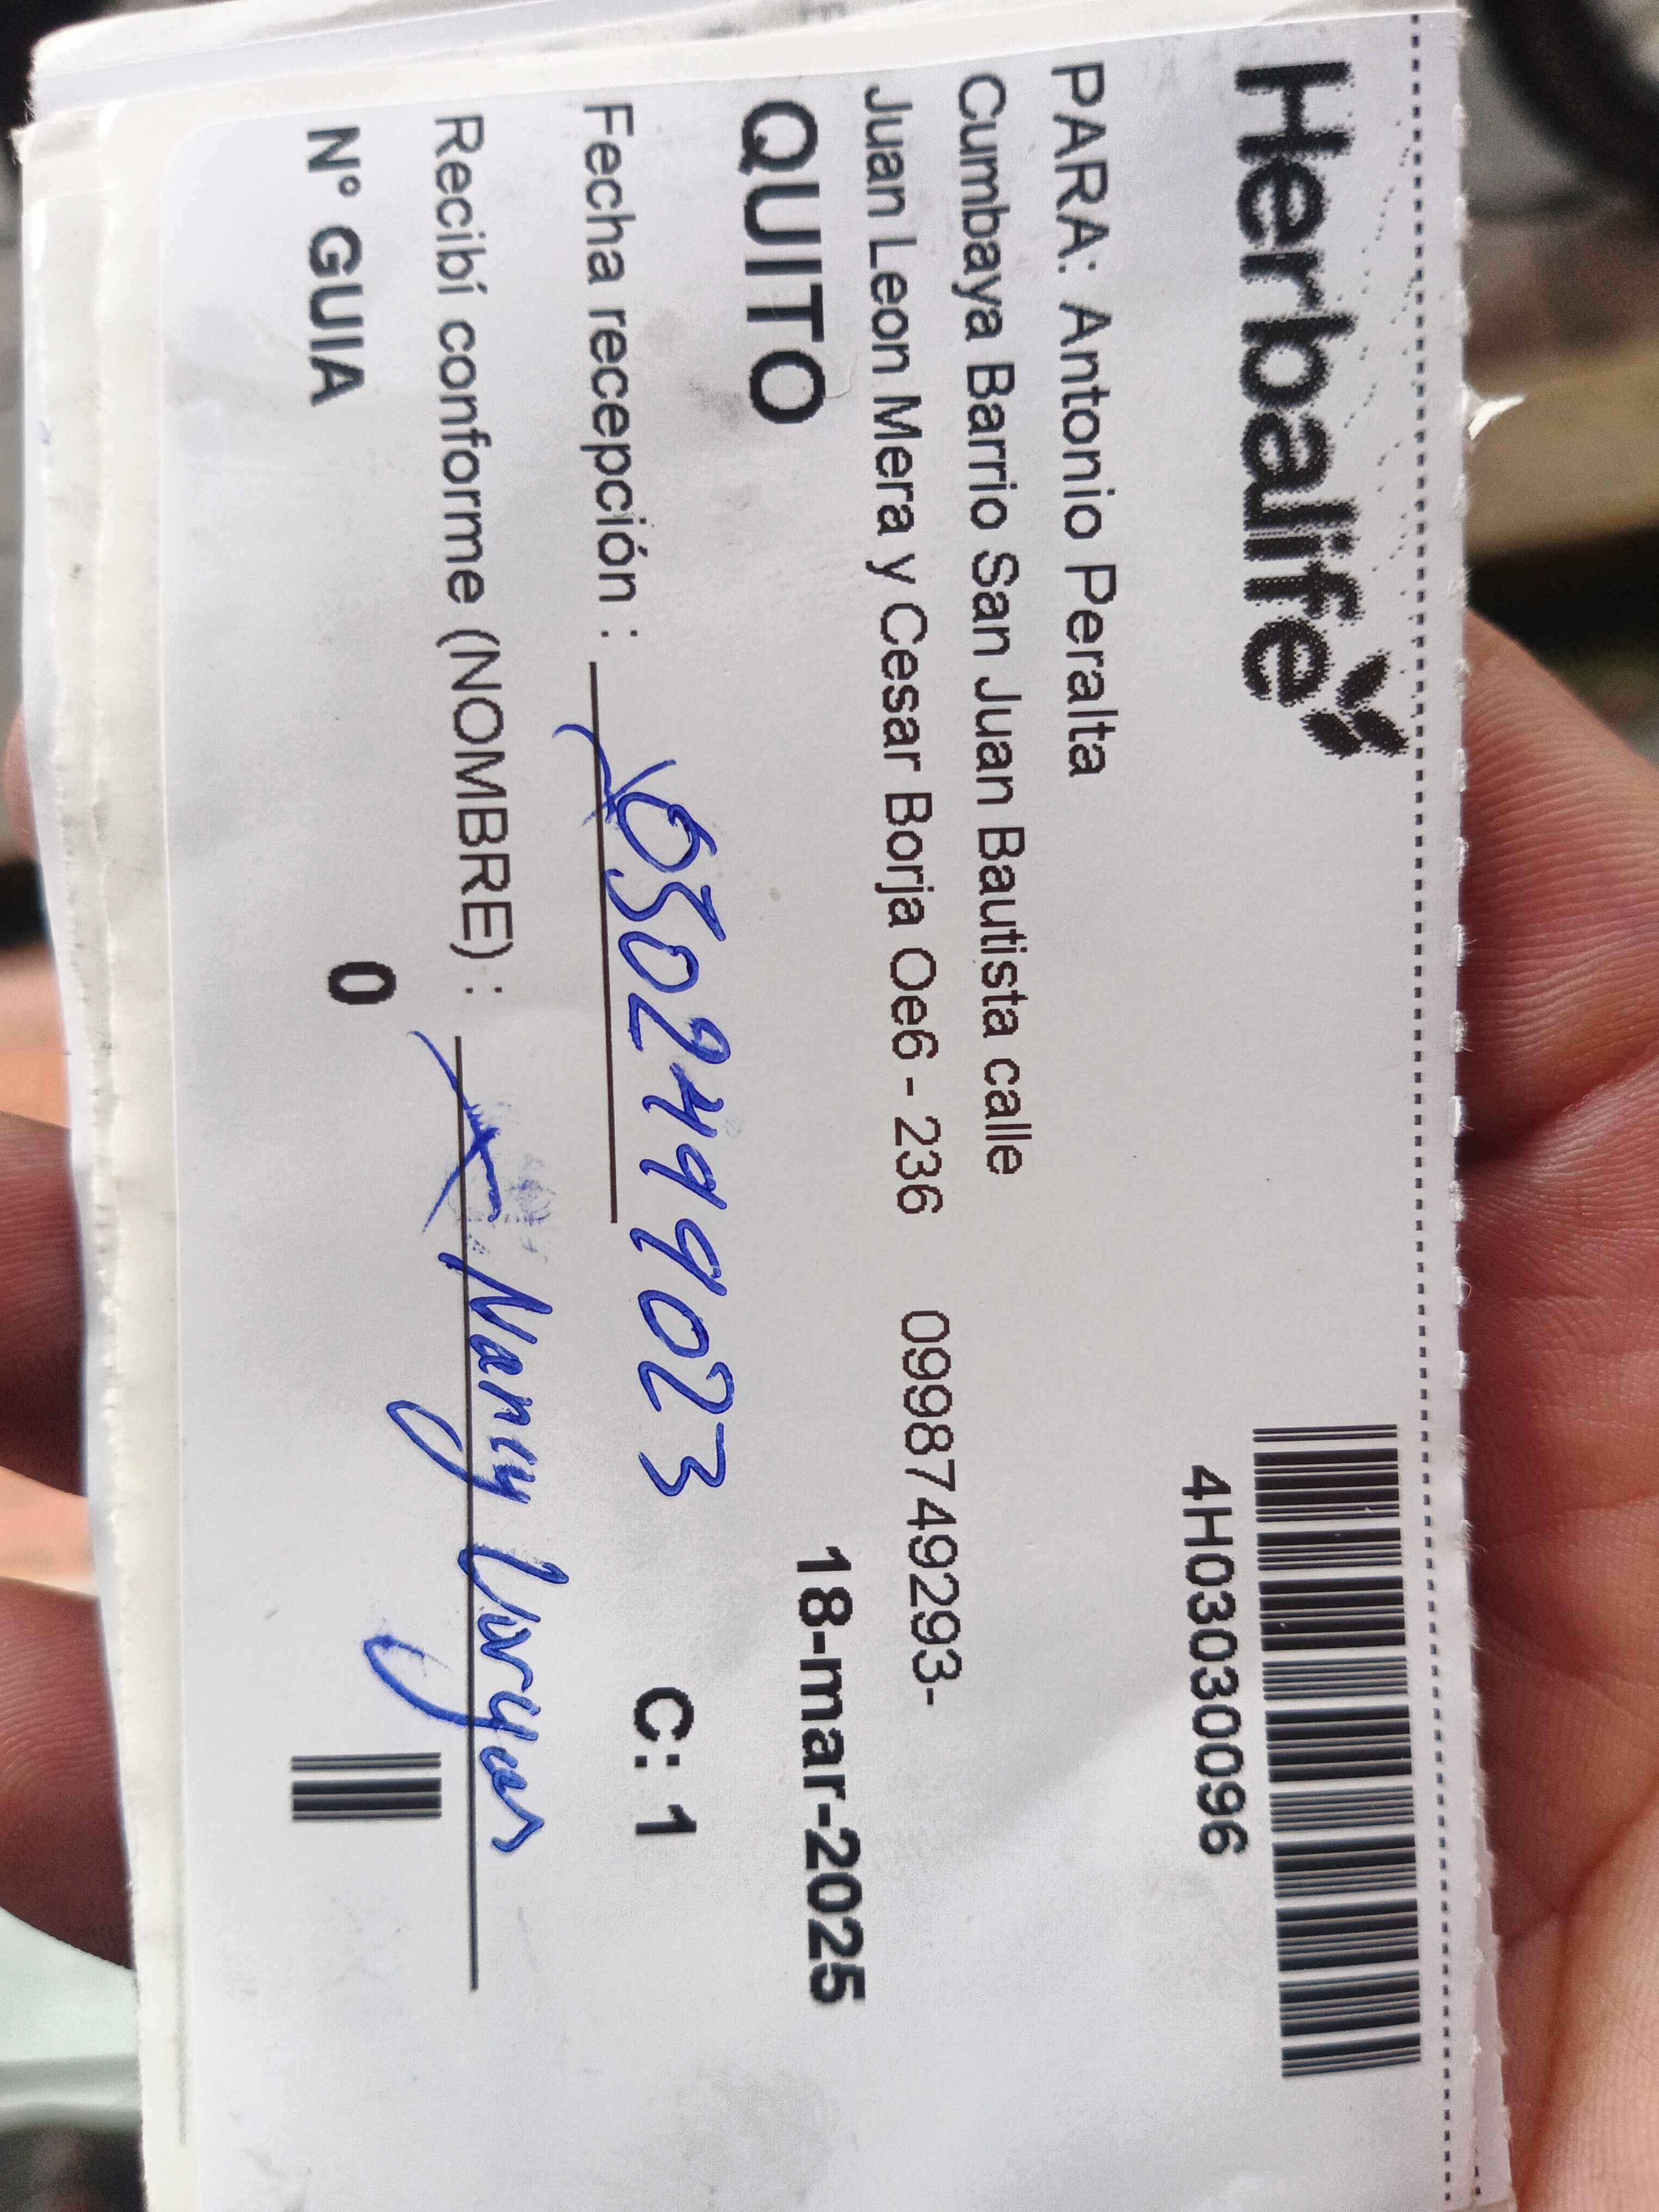 Herbalife
4H03030096
PARA: Antonio Peralta
Cumbaya Barrio San Juan Bautista calle
Juan Leon Mera y Cesar Borja Oe6 - 236 0998749293-
QUITO 18-mar-2025
Fecha recepción : 0502499023 C: 1
Recibí conforme (NOMBRE) : Nancy Vargas
N° GUIA 0